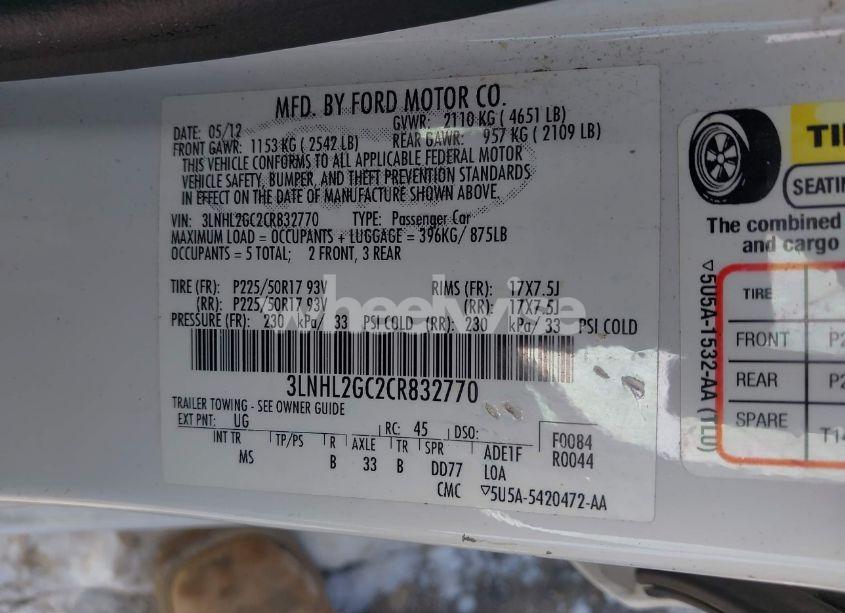 MFD. BY FORD MOTOR CO.
DATE: 05/12 GVWR: 2110 KG ( 4651 LB)
FRONT GAWR: 1153 KG ( 2542 LB) REAR GAWR: 957 KG ( 2109 LB)
THIS VEHICLE CONFORMS TO ALL APPLICABLE FEDERAL MOTOR
VEHICLE SAFETY, BUMPER, AND THEFT PREVENTION STANDARDS
IN EFFECT ON THE DATE OF MANUFACTURE SHOWN ABOVE.
VIN: 3LNHL2GC2CR832770 TYPE: Passenger Car
MAXIMUM LOAD = OCCUPANTS + LUGGAGE = 396KG/ 875LB
OCCUPANTS = 5 TOTAL; 2 FRONT, 3 REAR
TIRE (FR): P225/50R17 93V RIMS (FR): 17X7.5J
(RR): P225/50R17 93V (RR): 17X7.5J
PRESSURE (FR): 230 kPa/ 33 PSI COLD (RR): 230 kPa/ 33 PSI COLD
wheelwise
3LNHL2GC2CR832770
TRAILER TOWING - SEE OWNER GUIDE
EXT PNT: UG RC: 45 DSO: F0084
INT TR TP/PS R AXLE TR SPR ADE1F R0044
MS B 33 B DD77 LOA
CMC ▽5U5A-5420472-AA
TI
SEATIN
The combined
and cargo
▽5U5A-1532-AA (TL0)
TIRE
FRONT P2
REAR P2
SPARE T14